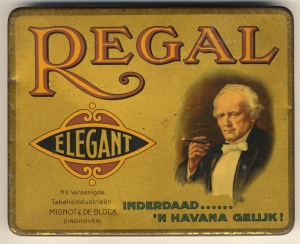 REGAL
ELEGANT
N.V. Vereenigde
Tabaksindustrieën
MIGNOT & DE BLOCK
EINDHOVEN
INDERDAAD......
'N HAVANA GELIJK!